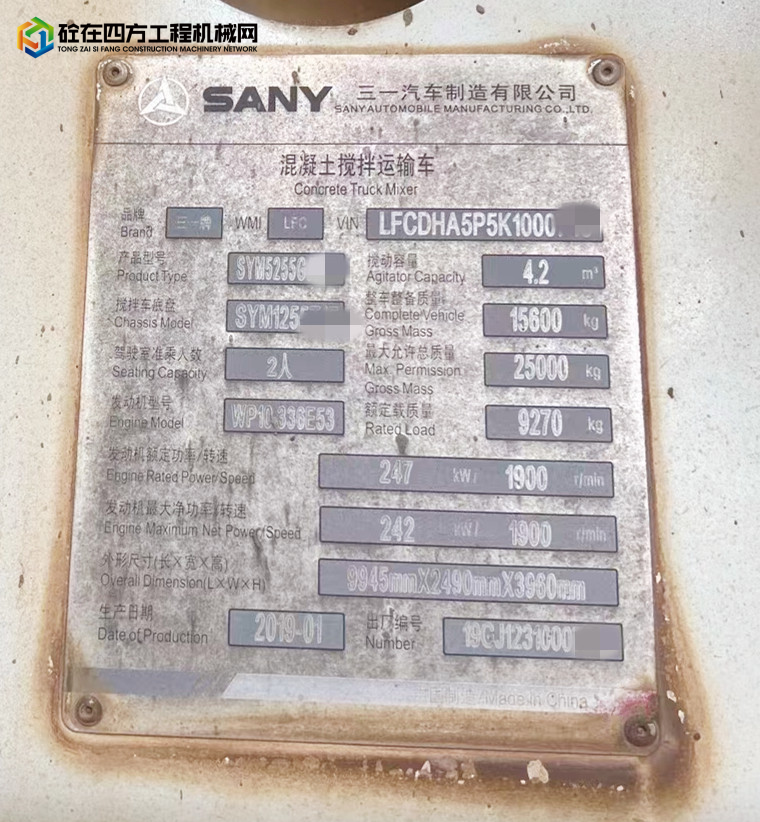 砼在四方工程机械网
TONG ZAI SI FANG CONSTRUCTION MACHINERY NETWORK
SANY 三一汽车制造有限公司
SANY AUTOMOBILE MANUFACTURING CO.,LTD.
混凝土搅拌运输车
Concrete Truck Mixer
品牌
Brand 三一牌 WMI LFC VIN LFCDHA5P5K1000
产品型号
Product Type SYM5255G
搅动容量
Agitator Capacity 4.2 m³
搅拌车底盘
Chassis Model SYM125
整车整备质量
Complete Vehicle
Gross Mass 15600 kg
驾驶室准乘人数
Seating Capacity 2人
最大允许总质量
Max. Permission
Gross Mass 25000 kg
发动机型号
Engine Model WP10.336E53
额定载质量
Rated Load 9270 kg
发动机额定功率/转速
Engine Rated Power/Speed 247 kW/ 1900 r/min
发动机最大净功率/转速
Engine Maximum Net Power/Speed 242 kW/ 1900 r/min
外形尺寸(长×宽×高)
Overall Dimension(L×W×H) 9945mmX2490mmX3960mm
生产日期
Date of Production 2019-01
出厂编号
Number 19CJ1231000
中国制造/Made in China